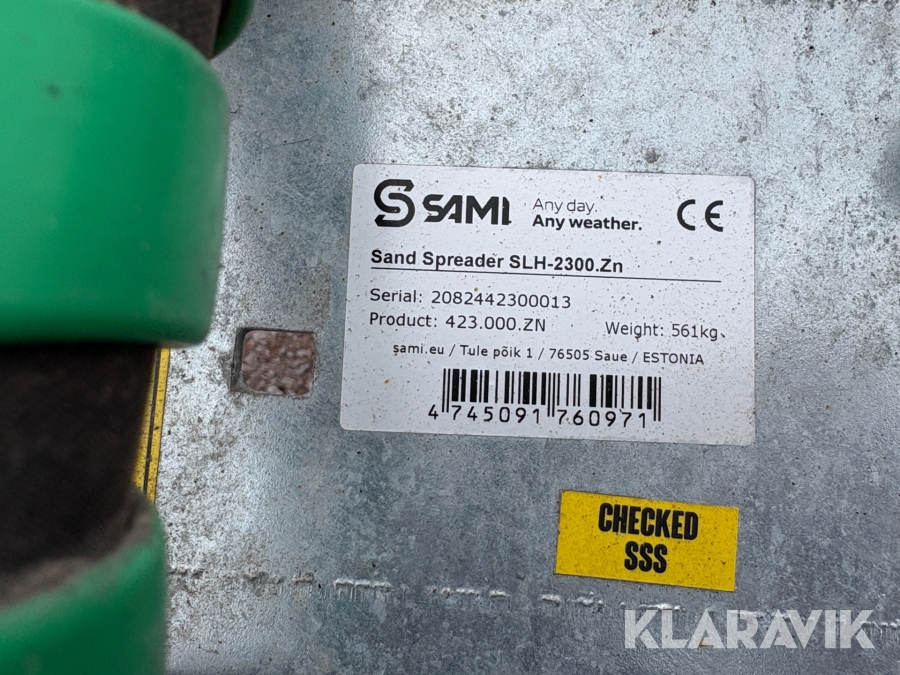 SAMI Any day.
Any weather. CE
Sand Spreader SLH-2300.Zn
Serial: 2082442300013
Product: 423.000.ZN Weight: 561kg
sami.eu / Tule põik 1 / 76505 Saue / ESTONIA
4 745091 760971
CHECKED
SSS
KLARAVIK